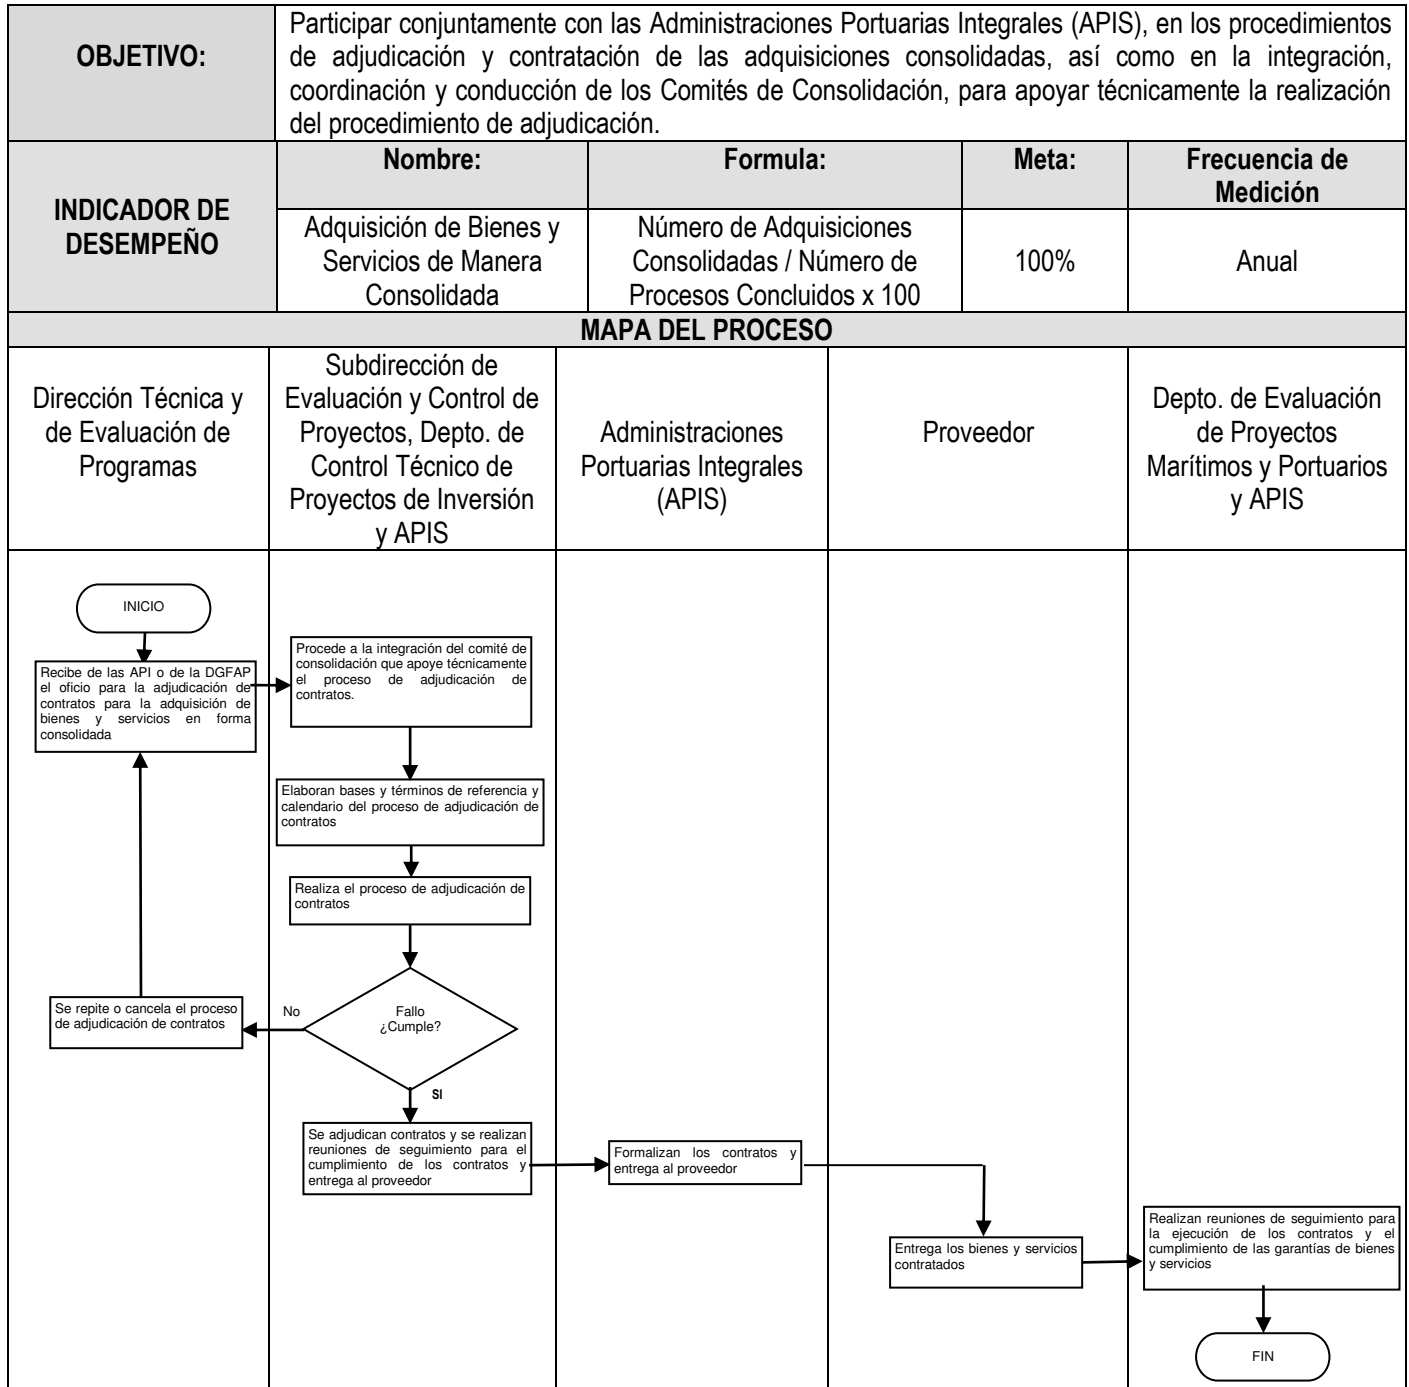 OBJETIVO:
Participar conjuntamente con las Administraciones Portuarias Integrales (APIS), en los procedimientos
de adjudicación y contratación de las adquisiciones consolidadas, así como en la integración,
coordinación y conducción de los Comités de Consolidación, para apoyar técnicamente la realización
del procedimiento de adjudicación.
INDICADOR DE
DESEMPEÑO
Nombre:
Formula:
Meta:
Frecuencia de
Medición
Adquisición de Bienes y
Servicios de Manera
Consolidada
Número de Adquisiciones
Consolidadas / Número de
Procesos Concluidos x 100
100%
Anual
MAPA DEL PROCESO
Dirección Técnica y
de Evaluación de
Programas
Subdirección de
Evaluación y Control de
Proyectos, Depto. de
Control Técnico de
Proyectos de Inversión
y APIS
Administraciones
Portuarias Integrales
(APIS)
Proveedor
Depto. de Evaluación
de Proyectos
Marítimos y Portuarios
y APIS
INICIO
Recibe de las API o de la DGFAP
el oficio para la adjudicación de
contratos para la adquisición de
bienes y servicios en forma
consolidada
Procede a la integración del comité de
consolidación que apoye técnicamente
el proceso de adjudicación de
contratos.
Elaboran bases y términos de referencia y
calendario del proceso de adjudicación de
contratos
Realiza el proceso de adjudicación de
contratos
Fallo
¿Cumple?
No
Se repite o cancela el proceso
de adjudicación de contratos
SI
Se adjudican contratos y se realizan
reuniones de seguimiento para el
cumplimiento de los contratos y
entrega al proveedor
Formalizan los contratos y
entrega al proveedor
Entrega los bienes y servicios
contratados
Realizan reuniones de seguimiento para
la ejecución de los contratos y el
cumplimiento de las garantías de bienes
y servicios
FIN